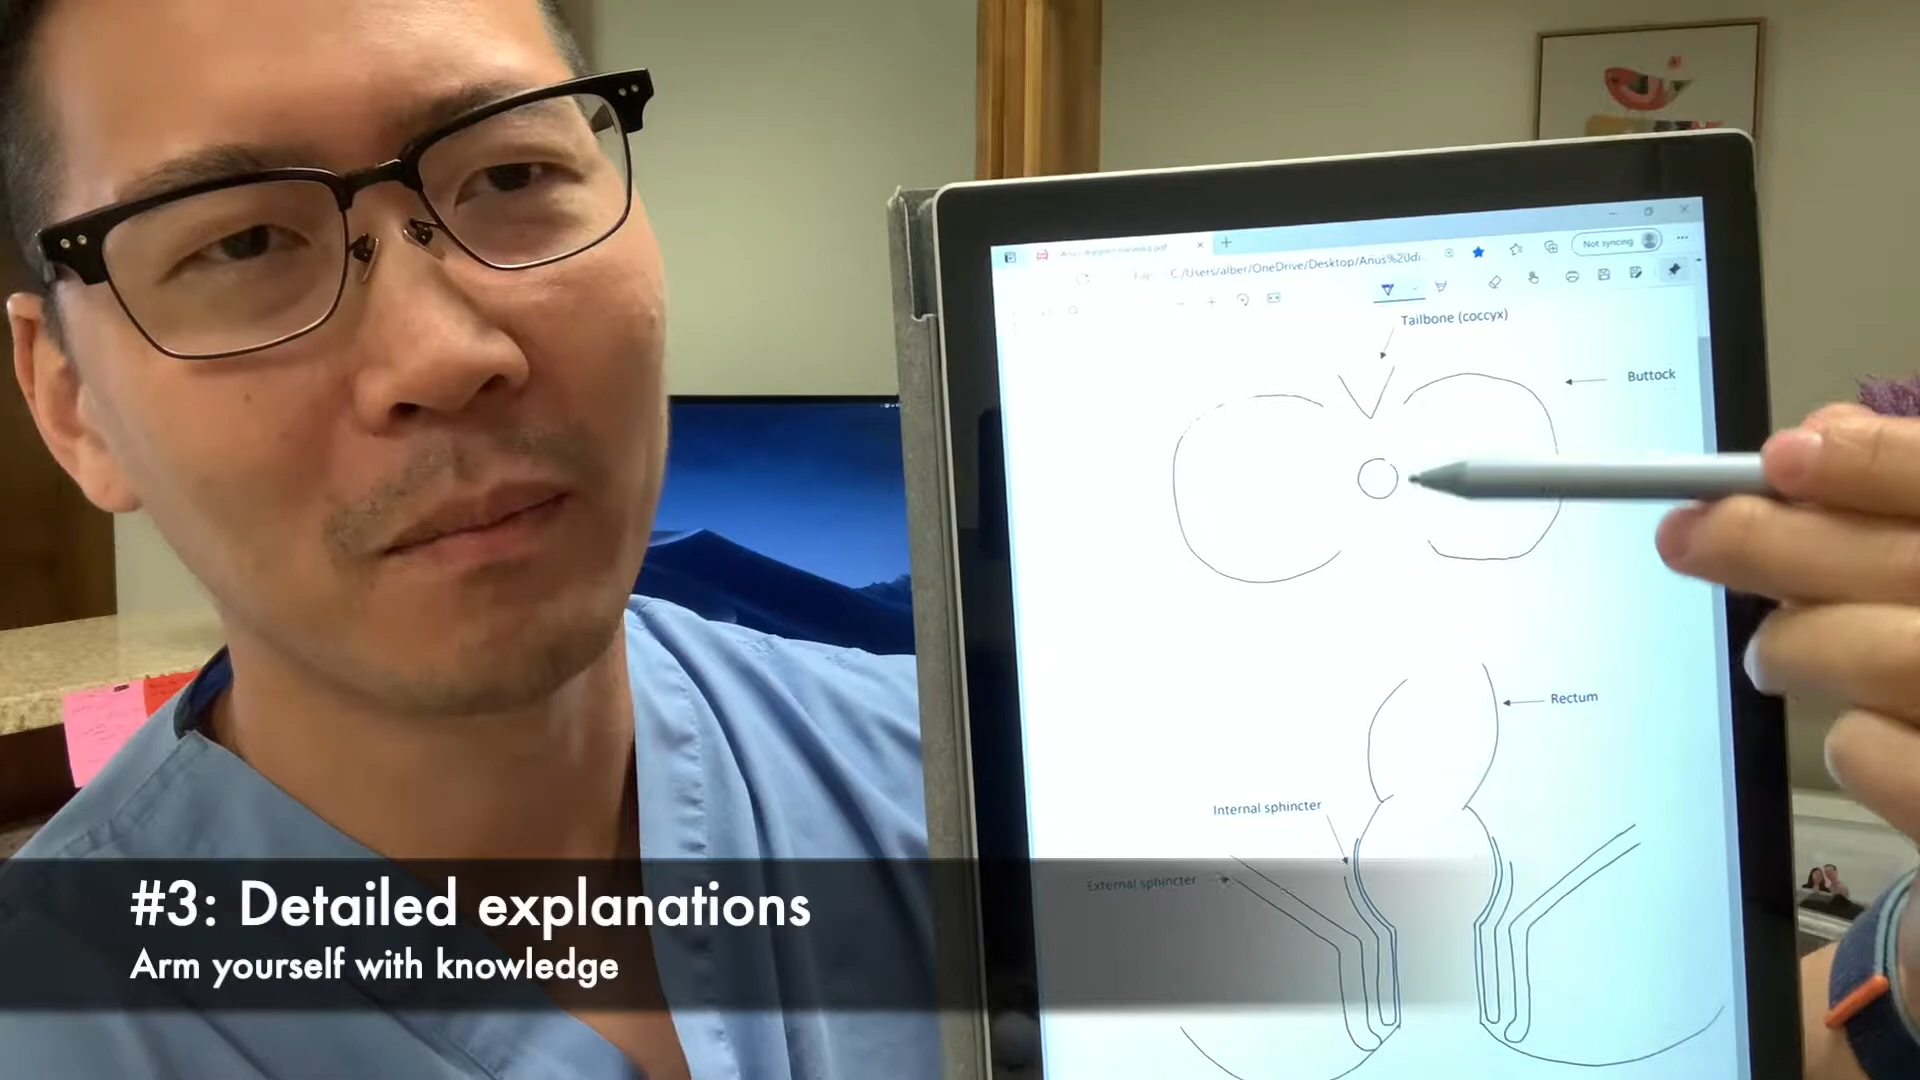 Not syncing
C:/Users/alber/OneDrive/Desktop/Anus%20di...
Tailbone (coccyx)
Buttock
Rectum
Internal sphincter
External sphincter
#3: Detailed explanations
Arm yourself with knowledge